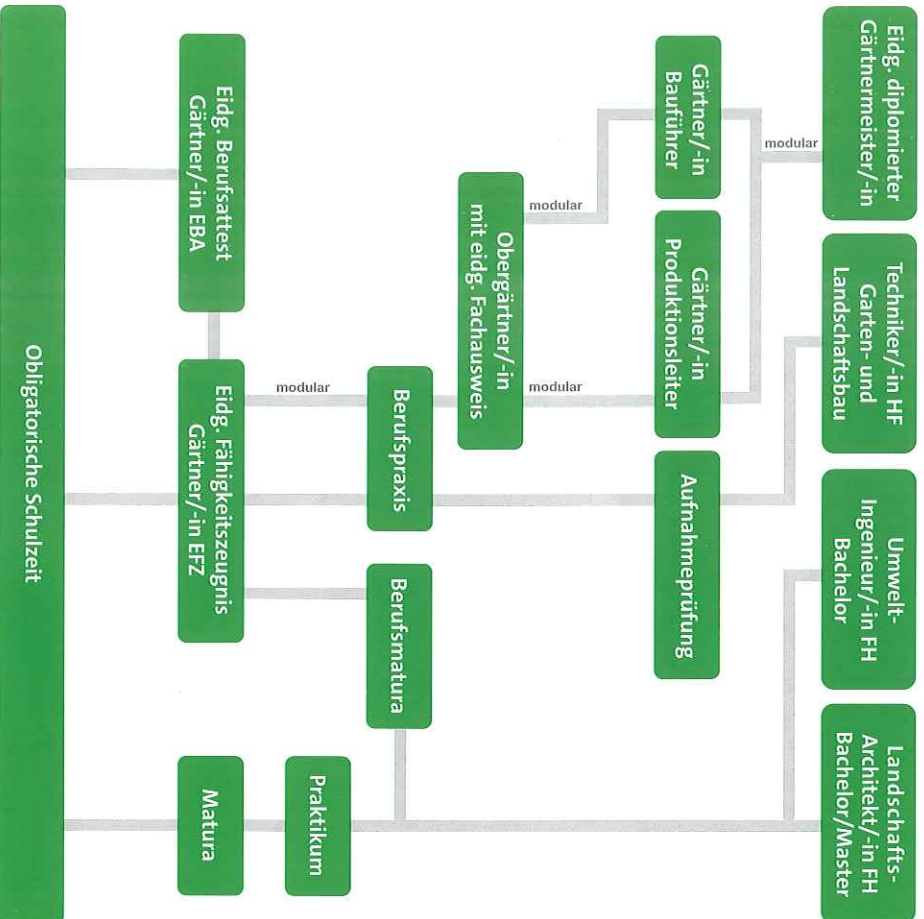 Eidg. diplomierter
Gärtnermeister/-in
Techniker/-in HF
Garten- und
Landschaftsbau
Umwelt-
Ingenieur/-in FH
Bachelor
Landschafts-
Architekt/-in FH
Bachelor/Master
modular
Gärtner/-in
Bauführer
Gärtner/-in
Produktionsleiter
Aufnahmeprüfung
modular
modular
Obergärtner/-in
mit eidg. Fachausweis
Berufspraxis
Berufsmatura
modular
Praktikum
Eidg. Berufsattest
Gärtner/-in EBA
Eidg. Fähigkeitszeugnis
Gärtner/-in EFZ
Matura
Obligatorische Schulzeit